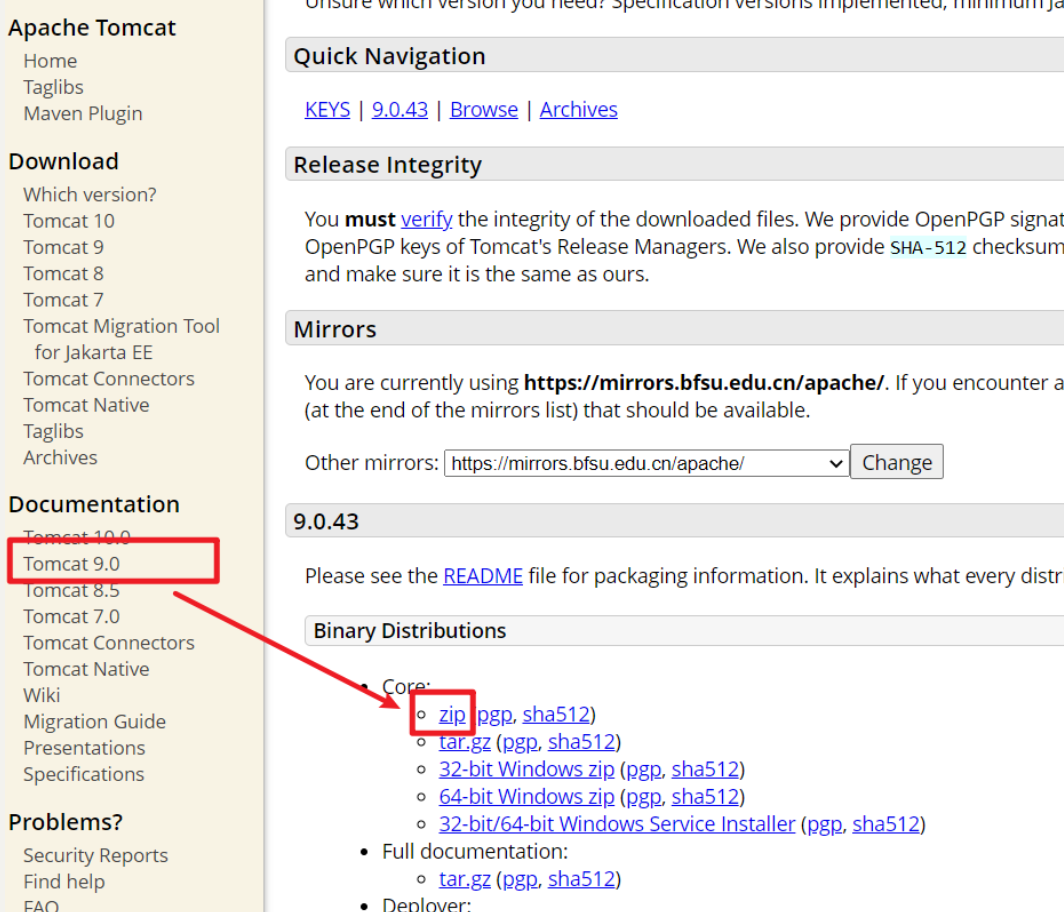 Apache Tomcat
Home
Taglibs
Maven Plugin
Download
Which version?
Tomcat 10
Tomcat 9
Tomcat 8
Tomcat 7
Tomcat Migration Tool
for Jakarta EE
Tomcat Connectors
Tomcat Native
Taglibs
Archives
Documentation
Tomcat 10.0
Tomcat 9.0
Tomcat 8.5
Tomcat 7.0
Tomcat Connectors
Tomcat Native
Wiki
Migration Guide
Presentations
Specifications
Problems?
Security Reports
Find help
FAQ
Unsure which version you need? Specification versions implemented, minimum Ja
Quick Navigation
KEYS | 9.0.43 | Browse | Archives
Release Integrity
You must verify the integrity of the downloaded files. We provide OpenPGP signat
OpenPGP keys of Tomcat's Release Managers. We also provide SHA-512 checksum
and make sure it is the same as ours.
Mirrors
You are currently using https://mirrors.bfsu.edu.cn/apache/. If you encounter a
(at the end of the mirrors list) that should be available.
Other mirrors: https://mirrors.bfsu.edu.cn/apache/ Change
9.0.43
Please see the README file for packaging information. It explains what every distr
Binary Distributions
Core:
zip (pgp, sha512)
tar.gz (pgp, sha512)
32-bit Windows zip (pgp, sha512)
64-bit Windows zip (pgp, sha512)
32-bit/64-bit Windows Service Installer (pgp, sha512)
Full documentation:
tar.gz (pgp, sha512)
Deployer: